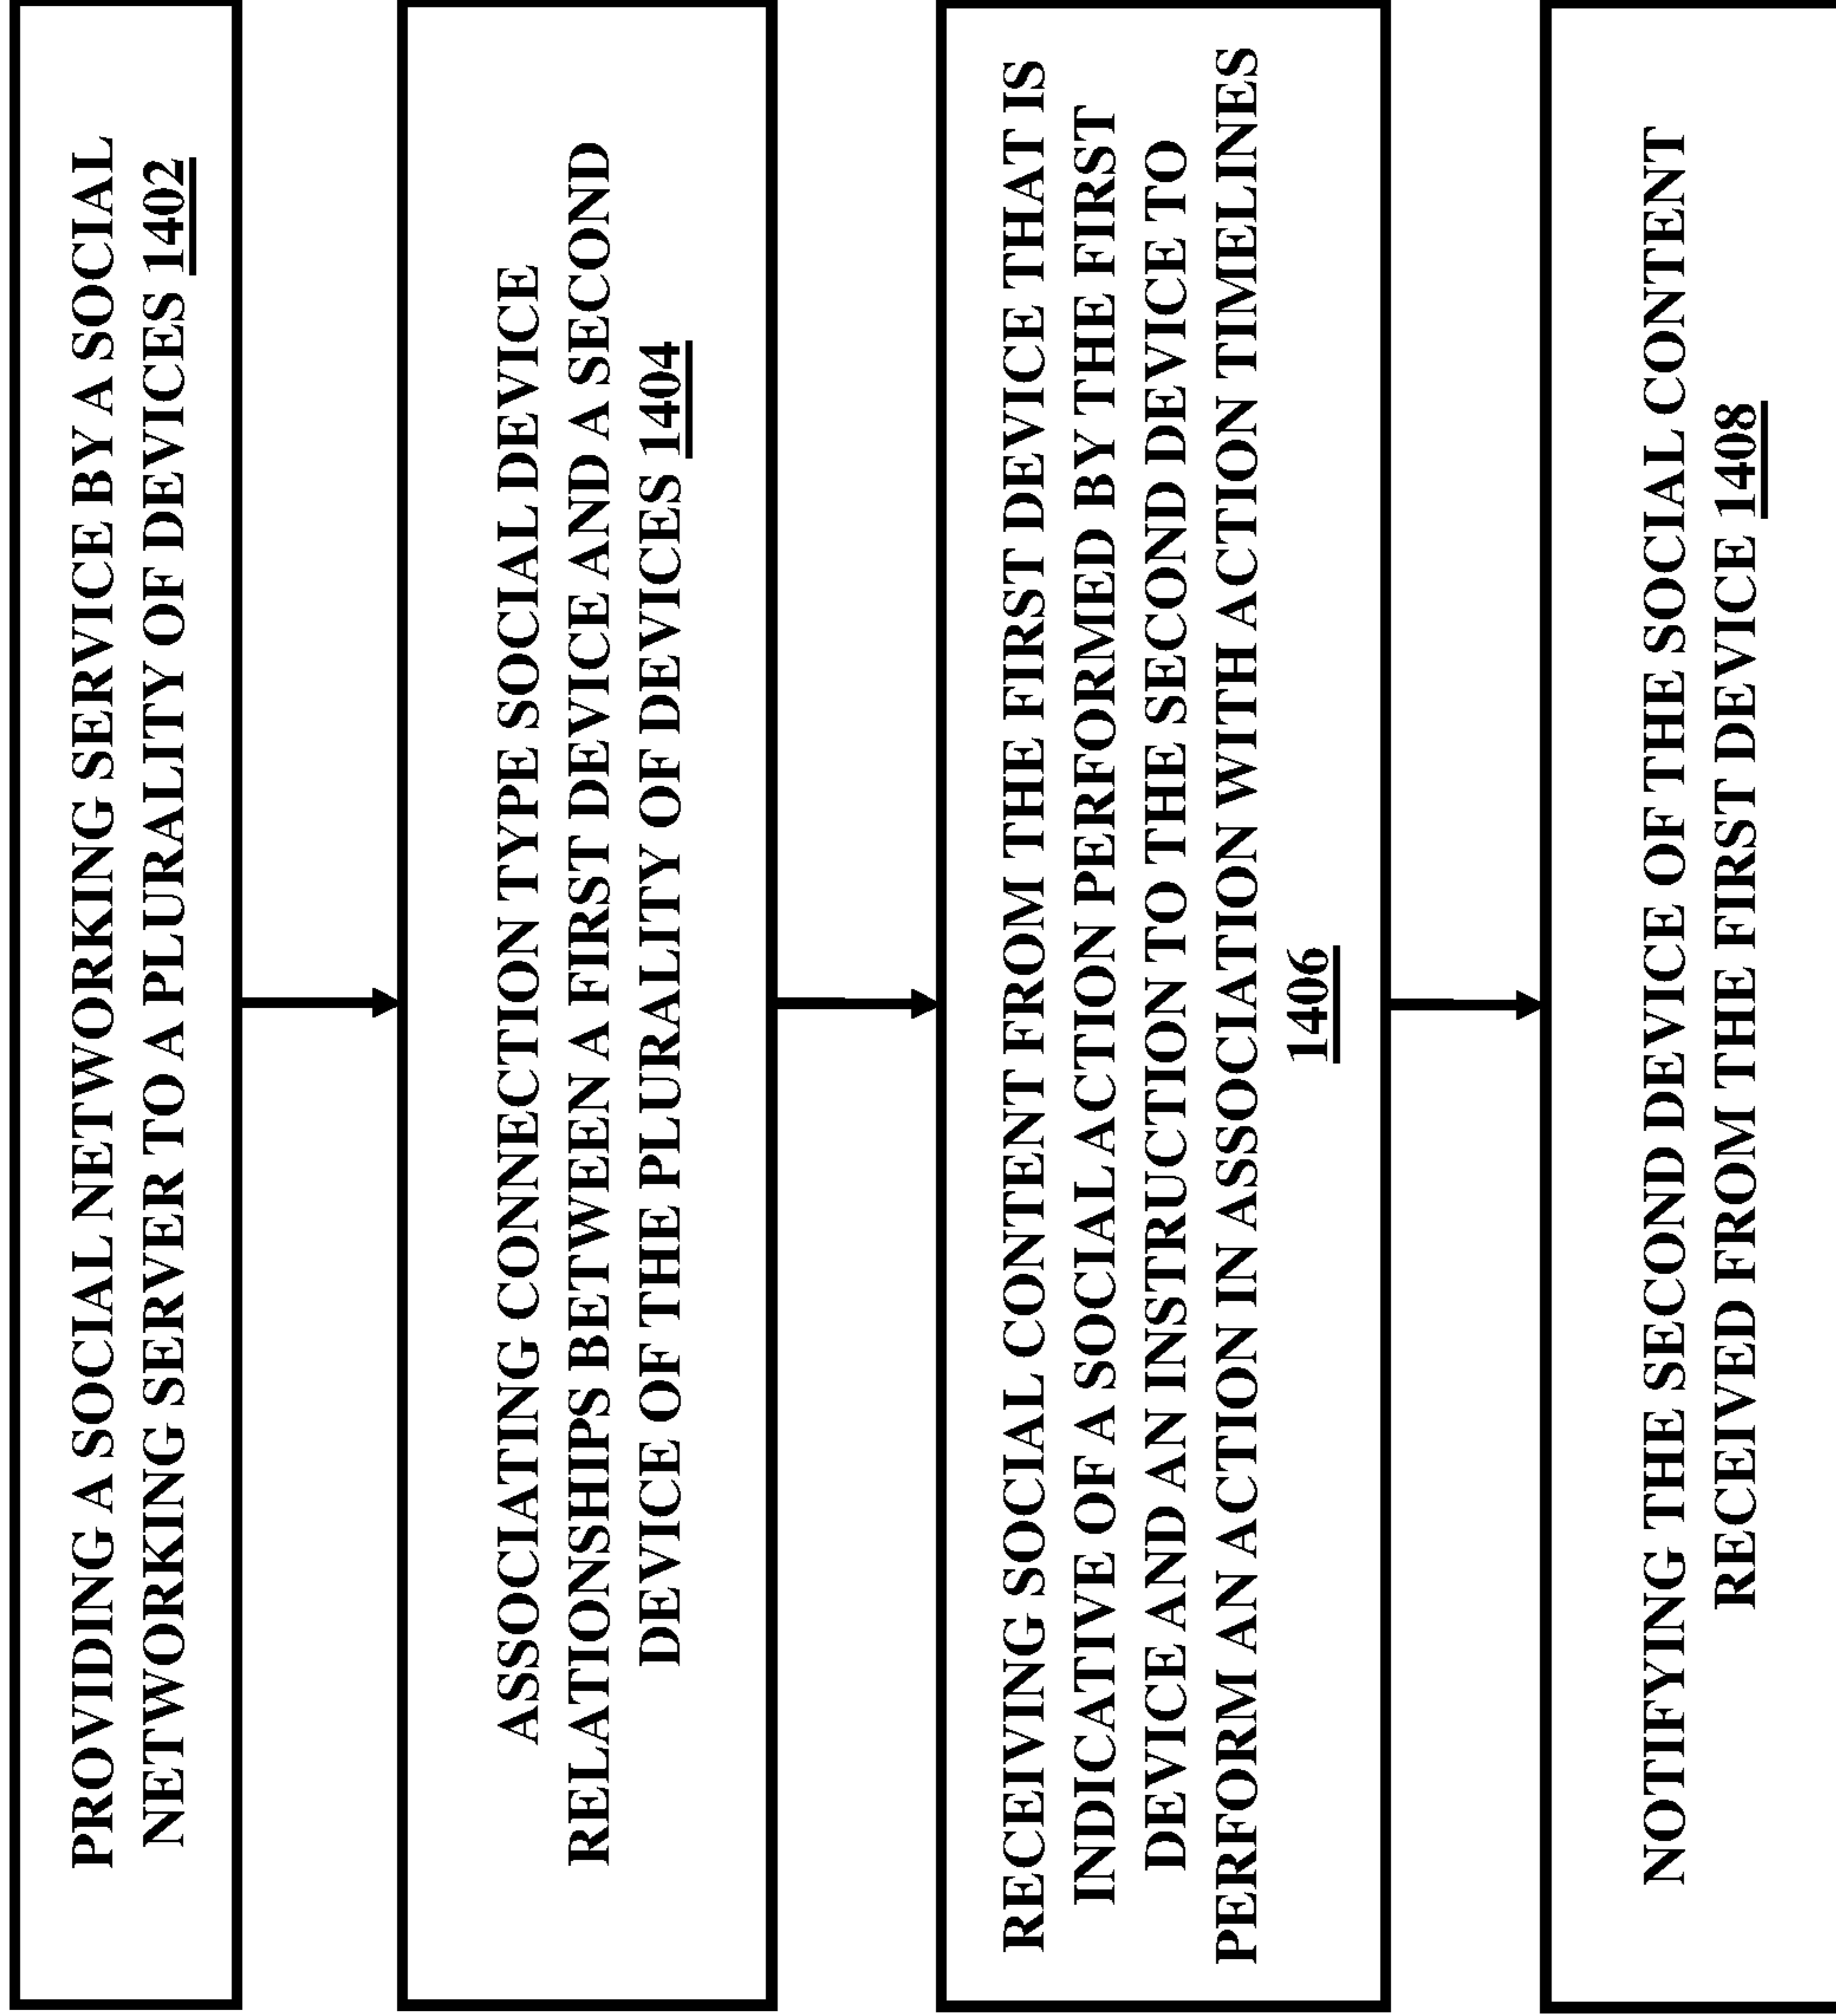 PROVIDING A SOCIAL NETWORKING SERVICE BY A SOCIAL
NETWORKING SERVER TO A PLURALITY OF DEVICES 1402
ASSOCIATING CONNECTION TYPE SOCIAL DEVICE
RELATIONSHIPS BETWEEN A FIRST DEVICE AND A SECOND
DEVICE OF THE PLURALITY OF DEVICES 1404
RECEIVING SOCIAL CONTENT FROM THE FIRST DEVICE THAT IS
INDICATIVE OF A SOCIAL ACTION PERFORMED BY THE FIRST
DEVICE AND AN INSTRUCTION TO THE SECOND DEVICE TO
PERFORM AN ACTION IN ASSOCIATION WITH ACTION TIMELINES
1406
NOTIFYING THE SECOND DEVICE OF THE SOCIAL CONTENT
RECEIVED FROM THE FIRST DEVICE 1408